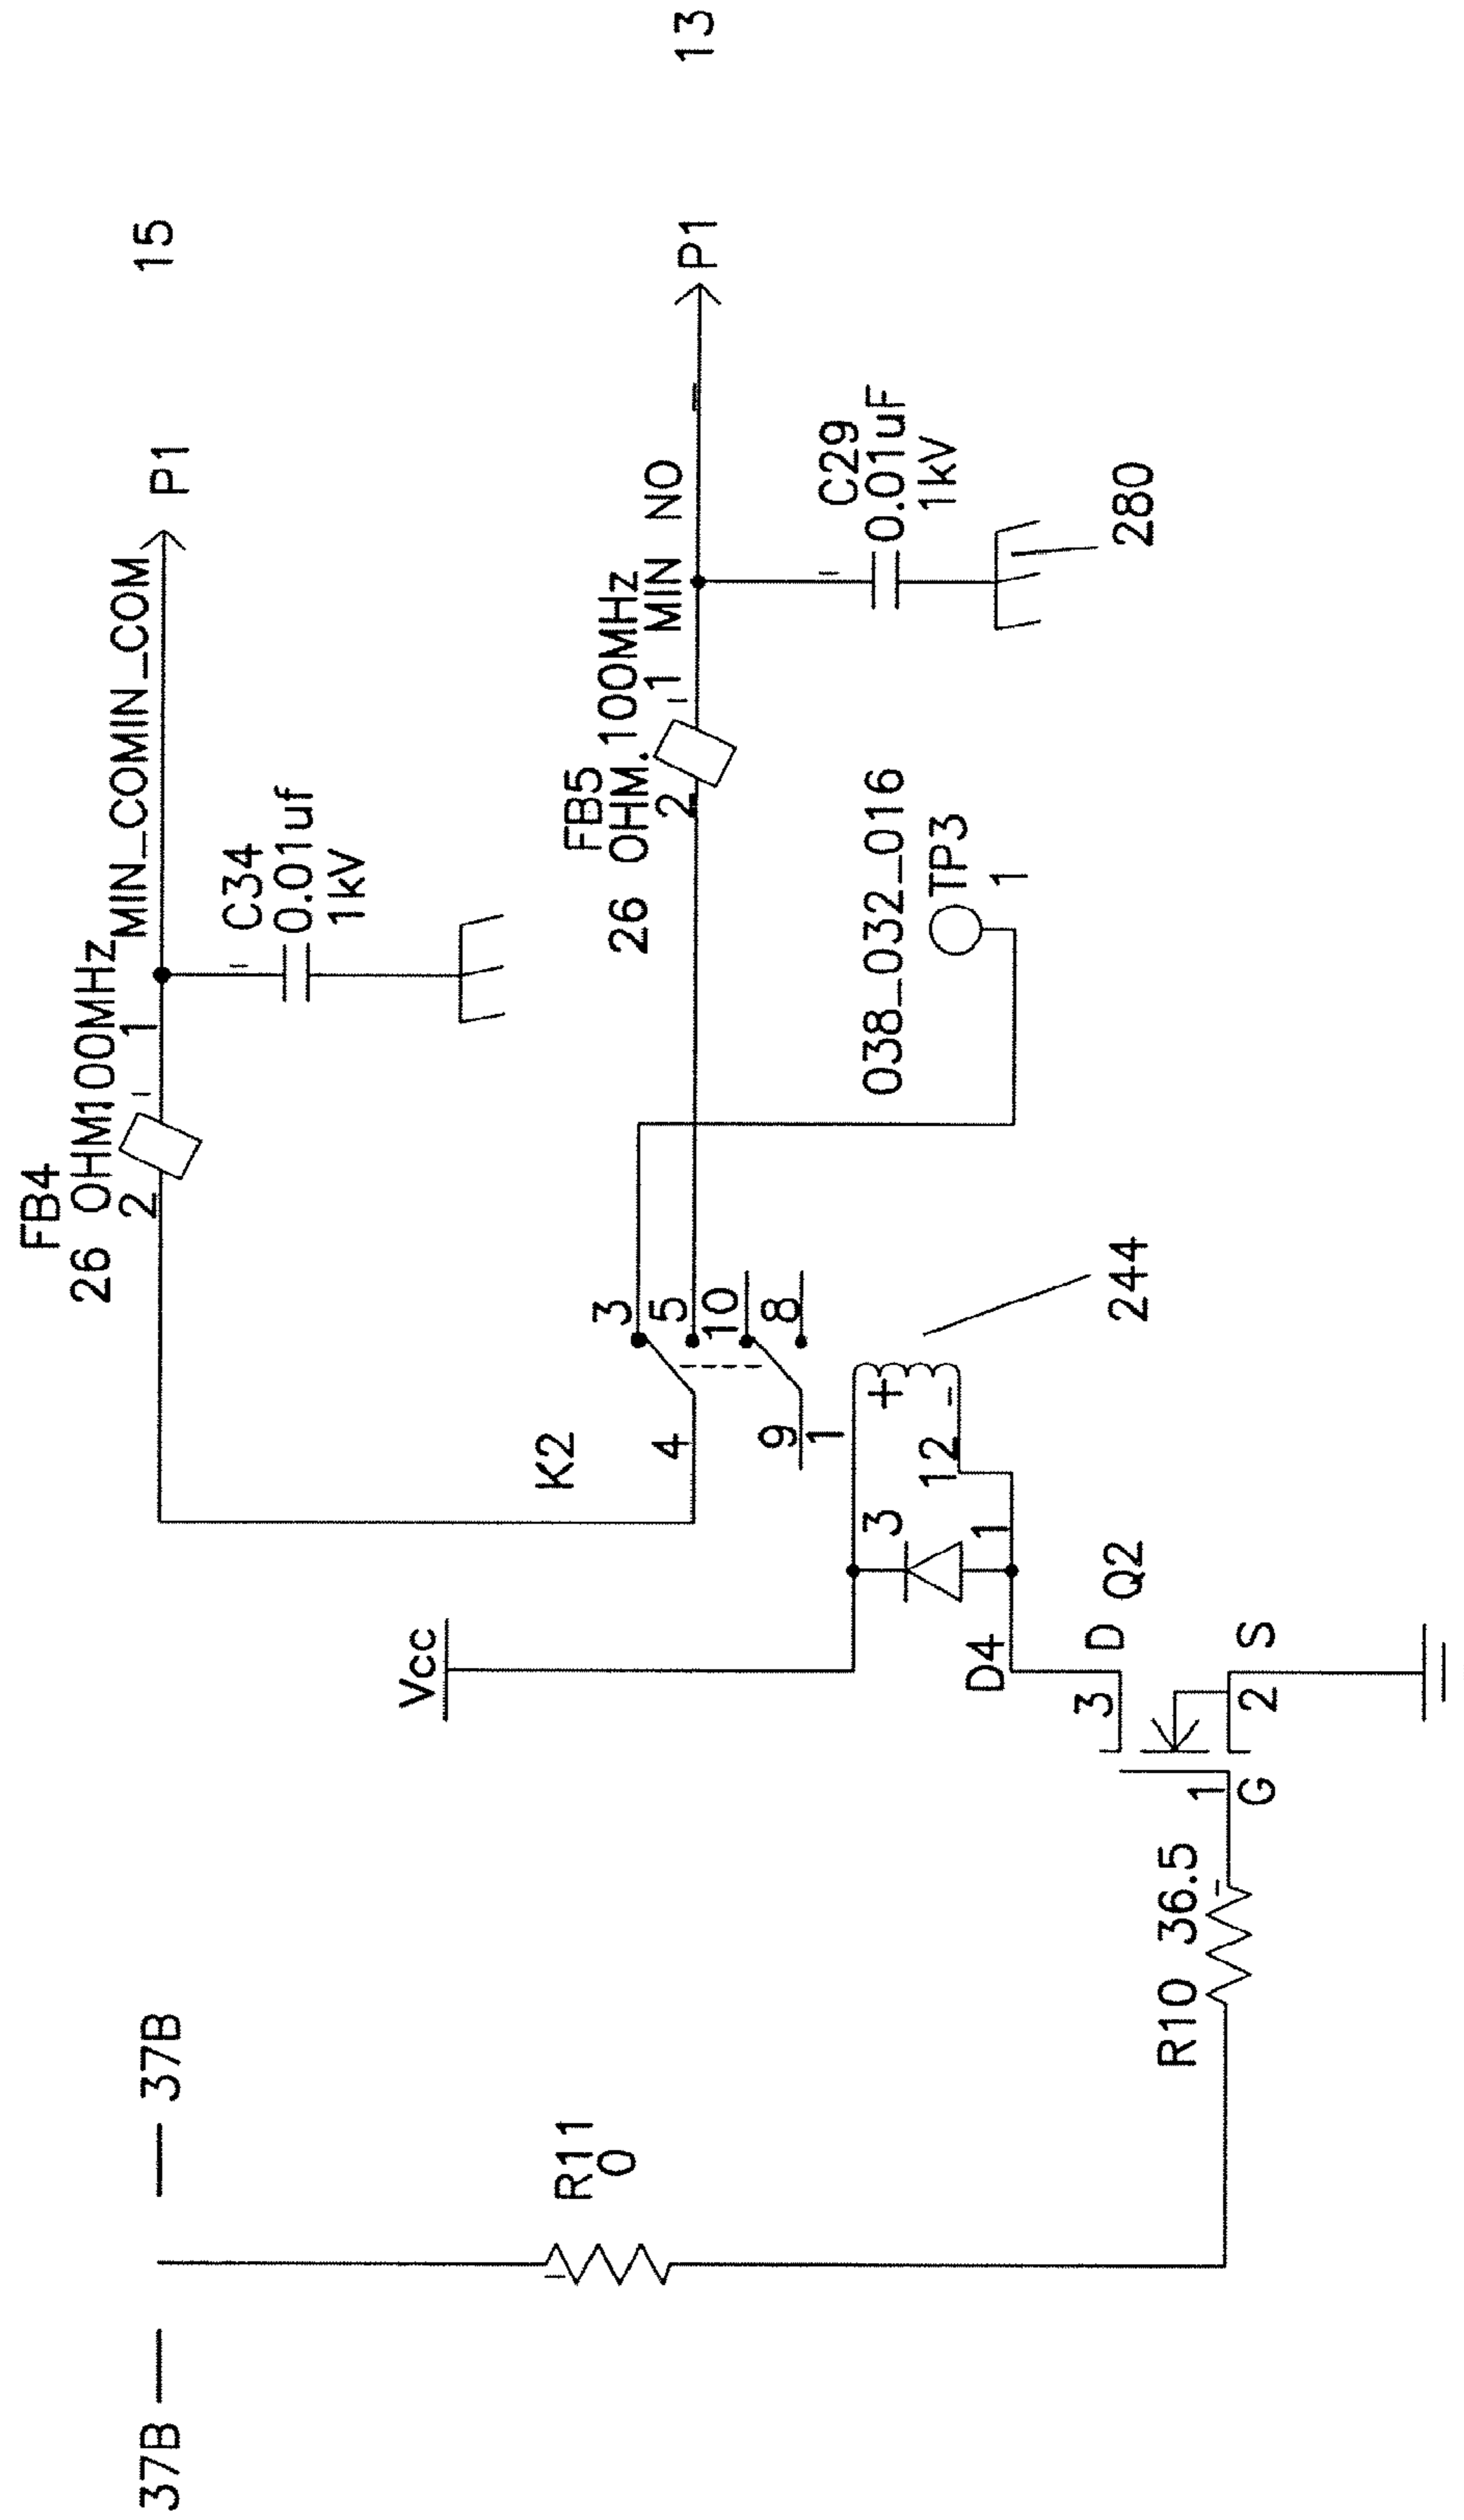 FB4
26 OHM100MHz
2
1
MIN_COMIN_COM
P1
15
C34
0.01uf
1kV
37B
37B
R11
0
Vcc
K2
3
4
5
10
8
9
1
12
+
-
244
FB5
26 OHM.100MHz
2
1
MIN NO
P1
13
C29
0.01uF
1kV
280
038_032_016
TP3
1
3
1
D4
D
Q2
3
S
2
1
G
R10 36.5